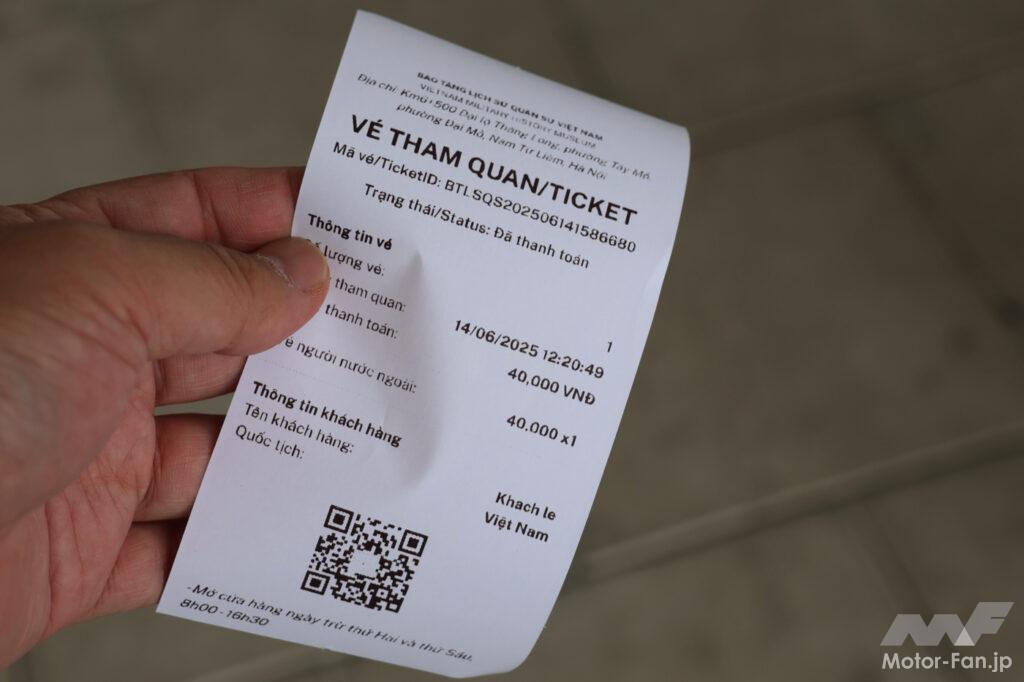 BẢO TÀNG LỊCH SỬ QUÂN SỰ VIỆT NAM
VIETNAM MILITARY HISTORY MUSEUM
Địa chỉ: Km6+500 Đại lộ Thăng Long, phường Tây Mỗ,
phường Đại Mỗ, Nam Từ Liêm, Hà Nội
VÉ THAM QUAN/TICKET
Mã vé/TicketID: BTLSQS202506141586680
Trạng thái/Status: Đã thanh toán
Thông tin vé
lượng vé: 1
tham quan: 14/06/2025 12:20:49
thanh toán: 40,000 VNĐ
người nước ngoài: 40.000 x1
Thông tin khách hàng
Tên khách hàng: Khach le
Quốc tịch: Việt Nam
-Mở cửa hàng ngày trừ thứ Hai và thứ Sáu.
8h00 - 16h30
MF
Motor-Fan.jp